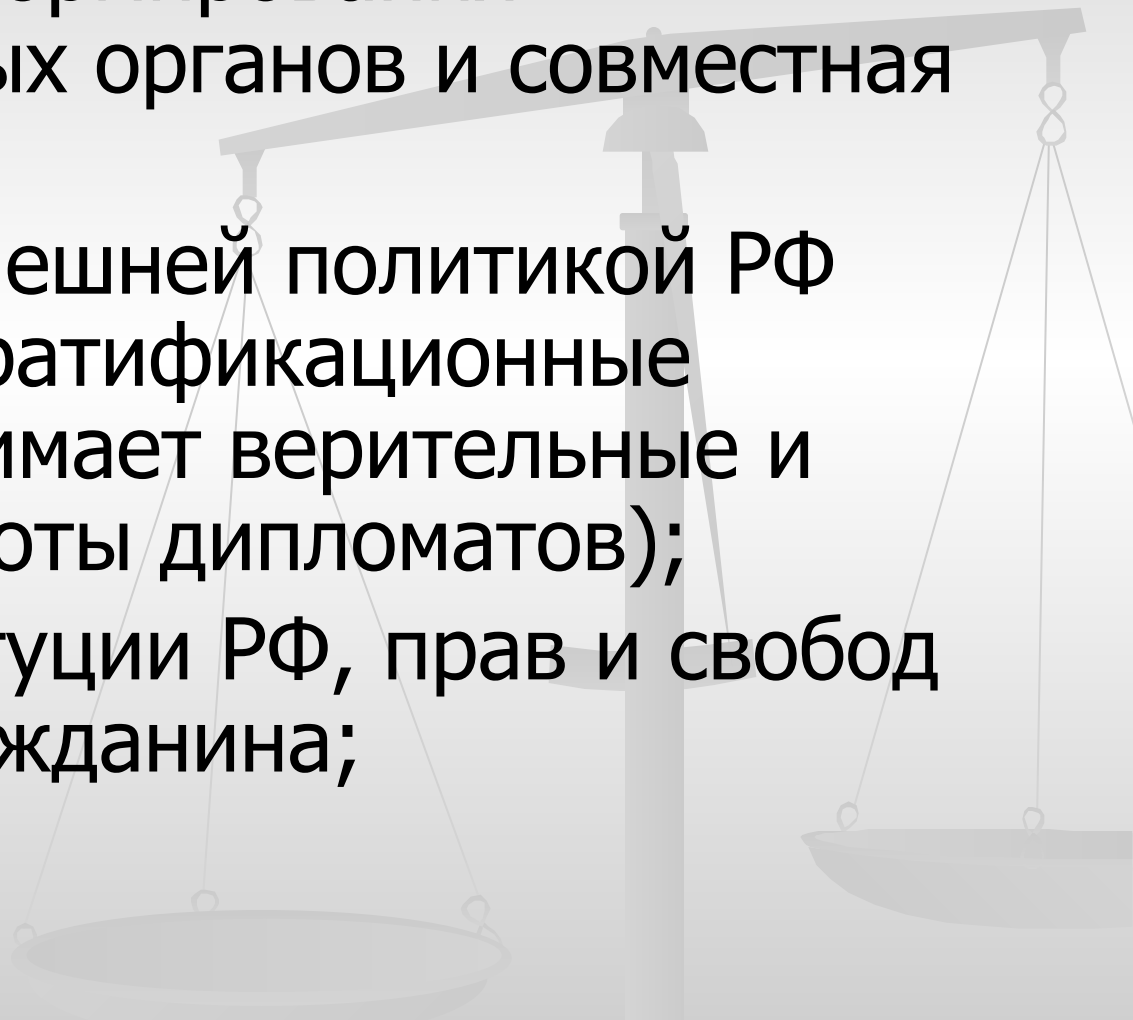 ых органов и совместная
ешней политикой РФ
ратификационные
имает верительные и
оты дипломатов);
туции РФ, прав и свобод
жданина;